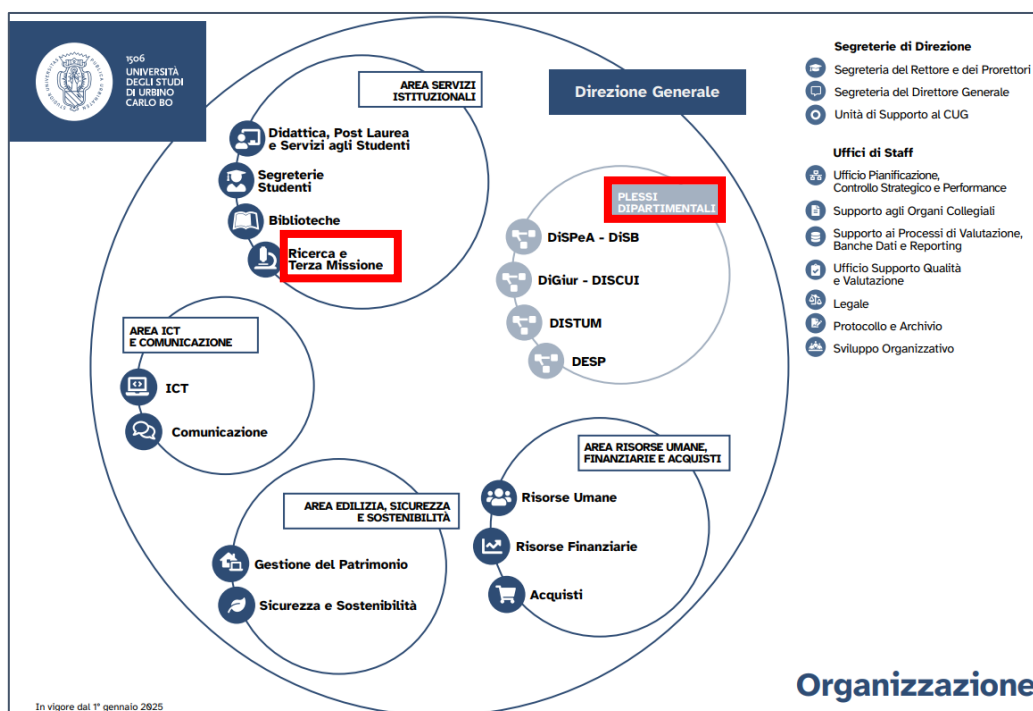 1506
UNIVERSITÀ
DEGLI STUDI
DI URBINO
CARLO BO
AREA SERVIZI
ISTITUZIONALI
Didattica, Post Laurea
e Servizi agli Studenti
Segreterie
Studenti
Biblioteche
Ricerca e
Terza Missione
Direzione Generale
PLESSI
DIPARTIMENTALI
DiSPeA - DiSB
DiGiur - DISCUI
DISTUM
DESP
AREA ICT
E COMUNICAZIONE
ICT
Comunicazione
AREA RISORSE UMANE,
FINANZIARIE E ACQUISTI
Risorse Umane
Risorse Finanziarie
Acquisti
AREA EDILIZIA, SICUREZZA
E SOSTENIBILITÀ
Gestione del Patrimonio
Sicurezza e Sostenibilità
Segreterie di Direzione
Segreteria del Rettore e dei Prorettori
Segreteria del Direttore Generale
Unità di Supporto al CUG
Uffici di Staff
Ufficio Pianificazione,
Controllo Strategico e Performance
Supporto agli Organi Collegiali
Supporto ai Processi di Valutazione,
Banche Dati e Reporting
Ufficio Supporto Qualità
e Valutazione
Legale
Protocollo e Archivio
Sviluppo Organizzativo
Organizzazione
In vigore dal 1° gennaio 2025